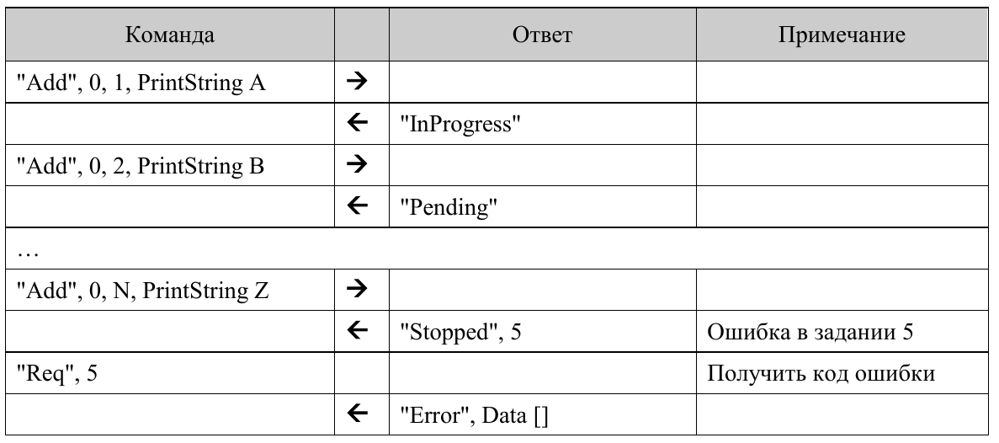 Команда Ответ Примечание
"Add", 0, 1, PrintString A →
← "InProgress"
"Add", 0, 2, PrintString B →
← "Pending"
…
"Add", 0, N, PrintString Z →
← "Stopped", 5 Ошибка в задании 5
"Req", 5 Получить код ошибки
← "Error", Data []